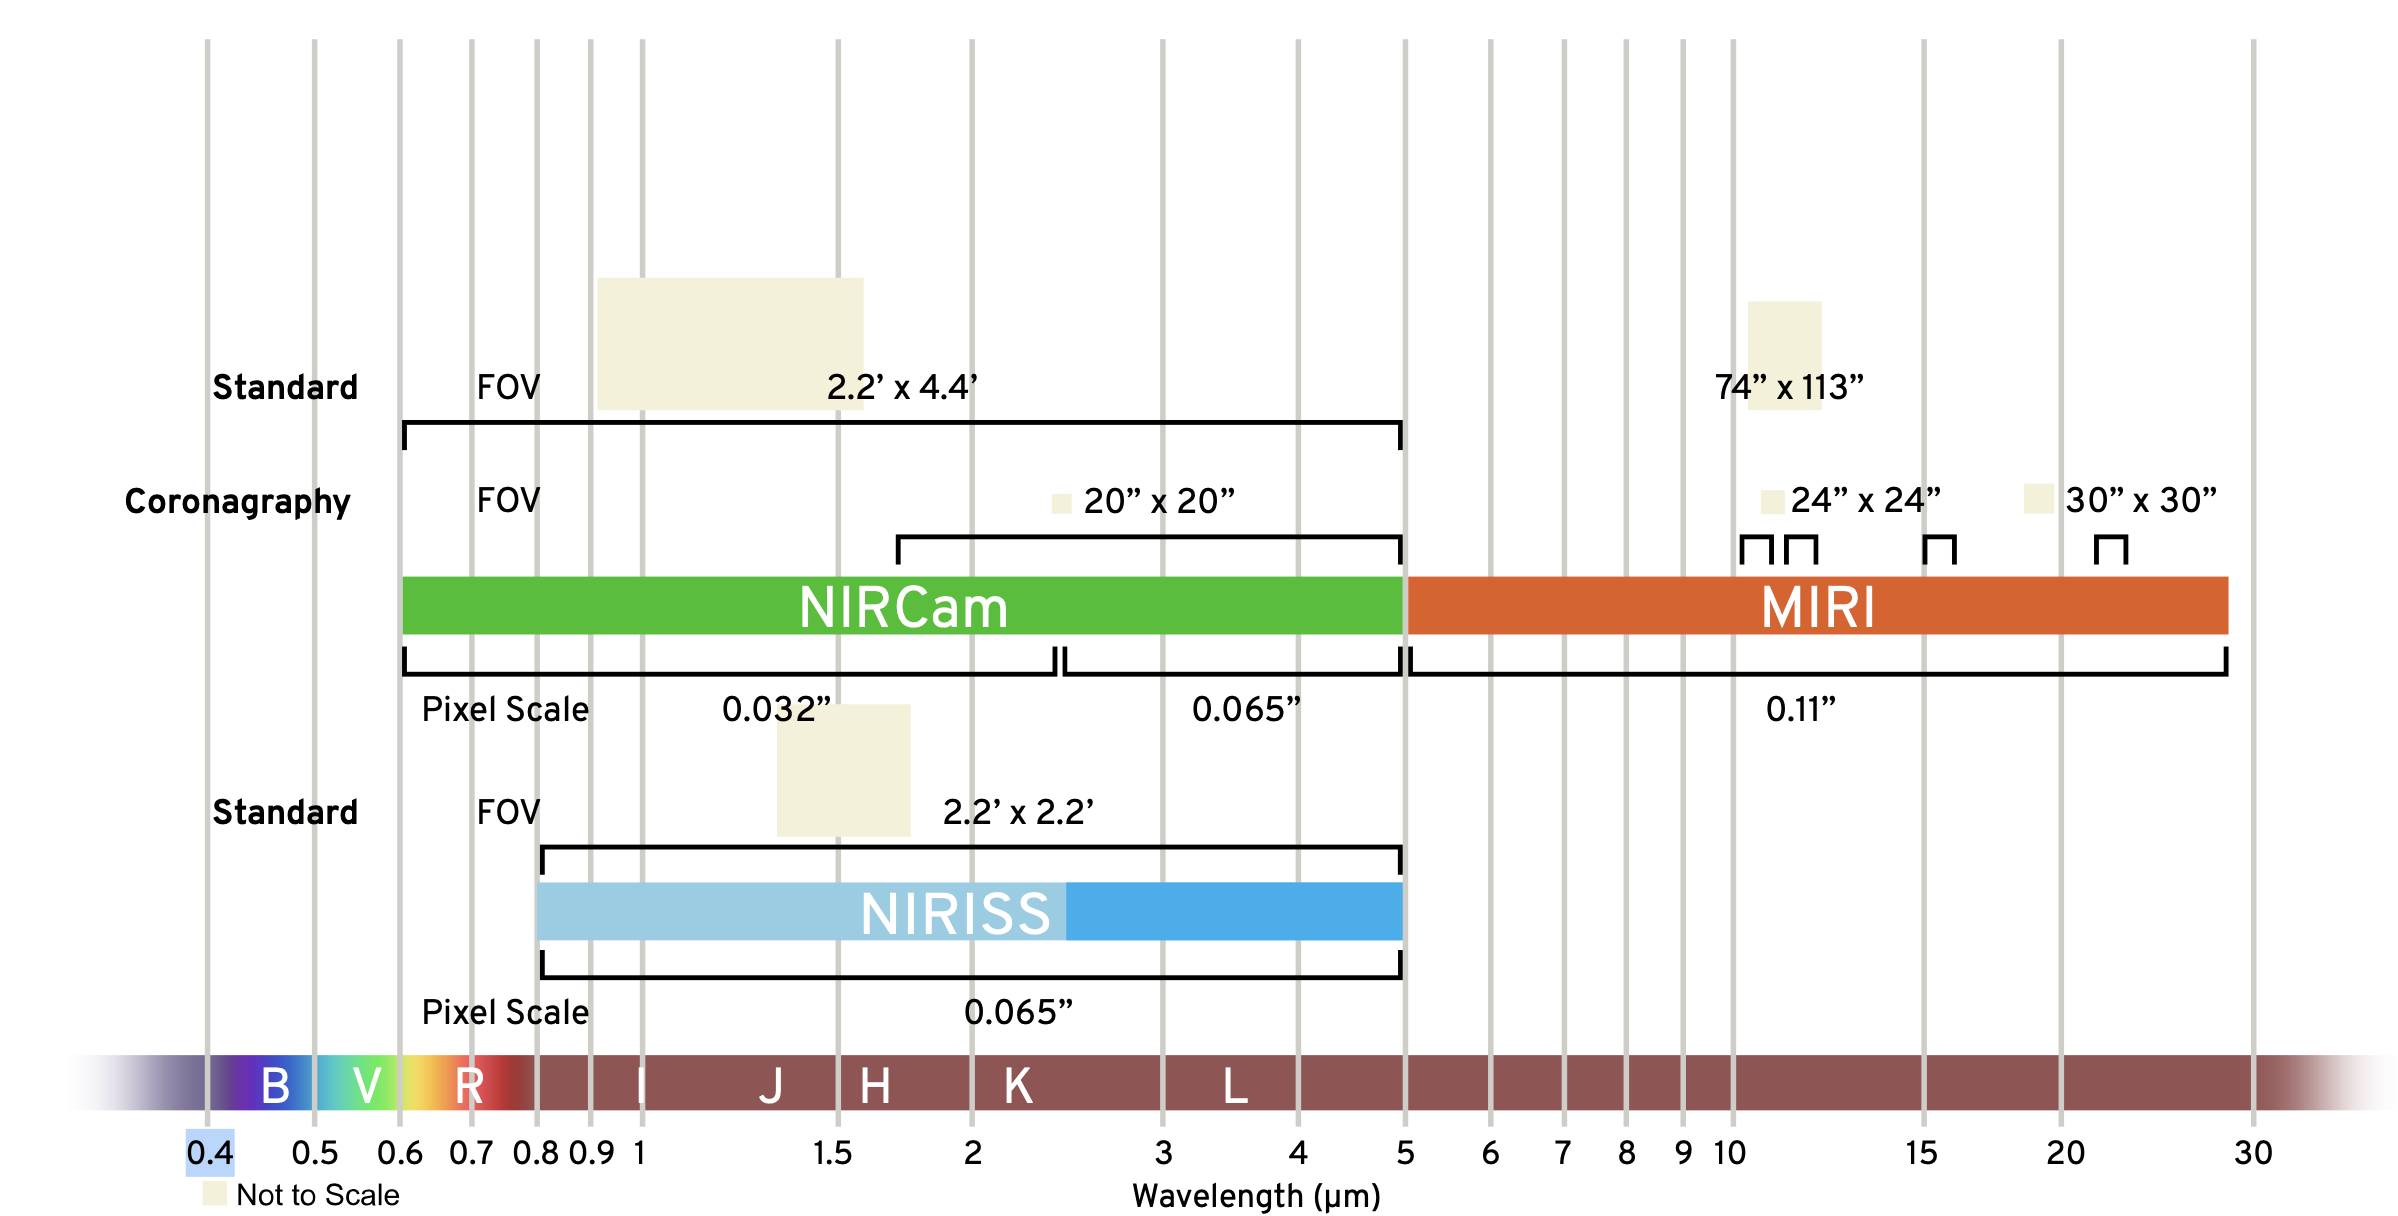 Standard FOV 2.2’ x 4.4’ 74” x 113”
Coronagraphy FOV 20” x 20” 24” x 24” 30” x 30”
NIRCam MIRI
Pixel Scale 0.032” 0.065” 0.11”
Standard FOV 2.2’ x 2.2’
NIRISS
Pixel Scale 0.065”
B V R I J H K L
0.4 0.5 0.6 0.7 0.8 0.9 1 1.5 2 3 4 5 6 7 8 9 10 15 20 30
Wavelength (µm)
Not to Scale